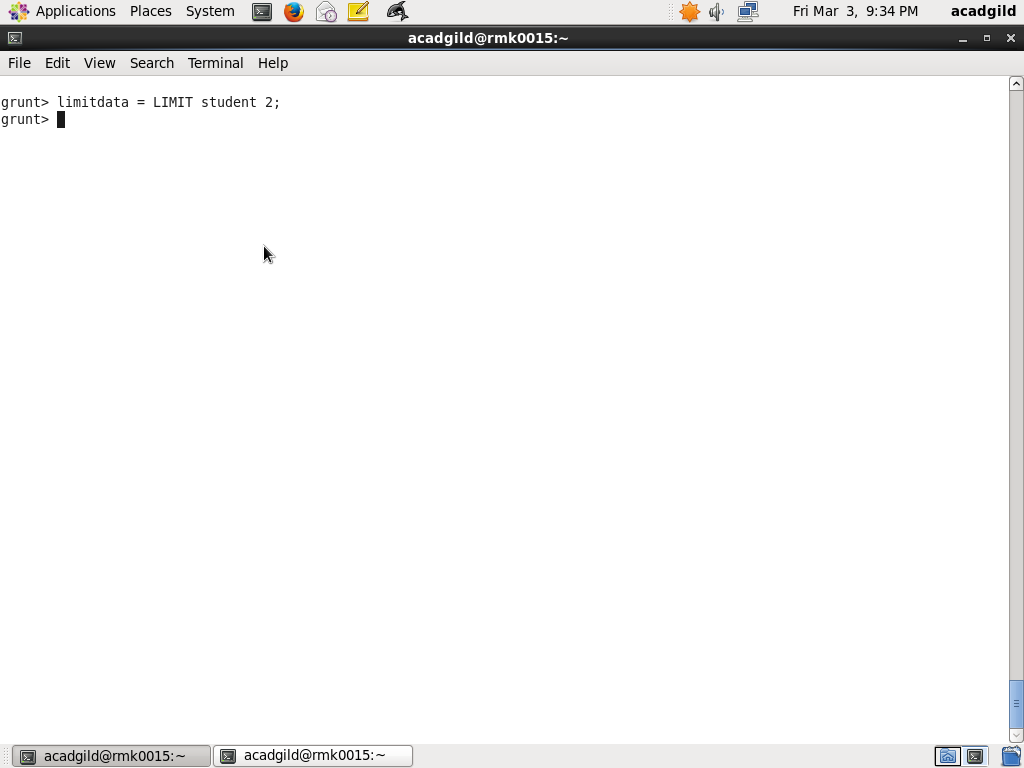 Applications Places System Fri Mar 3, 9:34 PM acadgild
acadgild@rmk0015:~
File Edit View Search Terminal Help
grunt> limitdata = LIMIT student 2;
grunt>
acadgild@rmk0015:~ acadgild@rmk0015:~